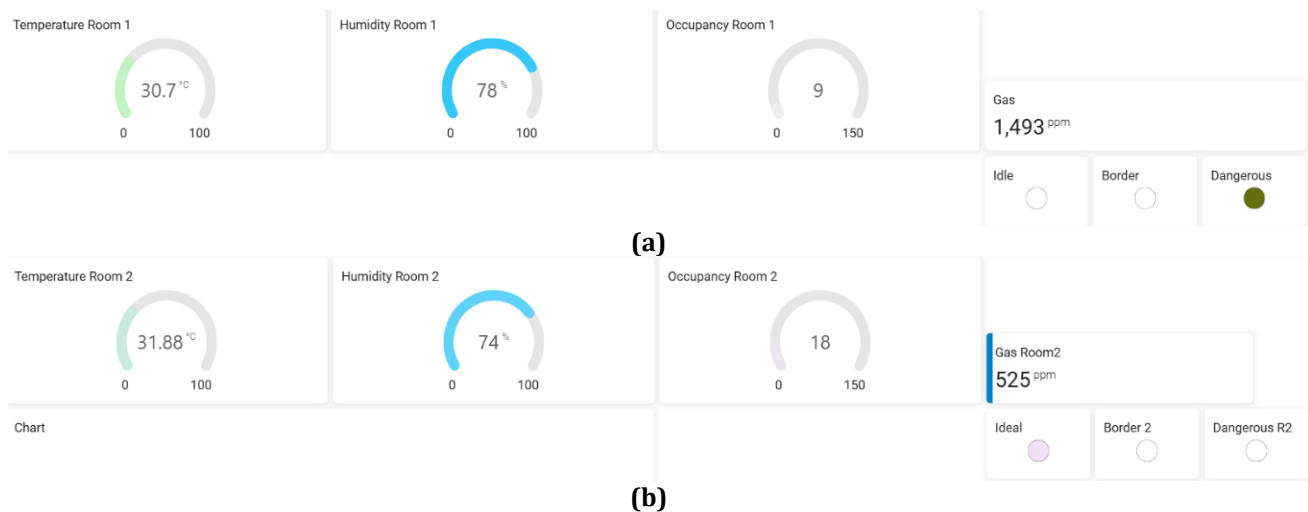 Temperature Room 1
30.7 °C
0 100
Humidity Room 1
78 %
0 100
Occupancy Room 1
9
0 150
Gas
1,493 ppm
Idle
Border
Dangerous
(a)
Temperature Room 2
31.88 °C
0 100
Humidity Room 2
74 %
0 100
Occupancy Room 2
18
0 150
Gas Room2
525 ppm
Chart
Ideal
Border 2
Dangerous R2
(b)